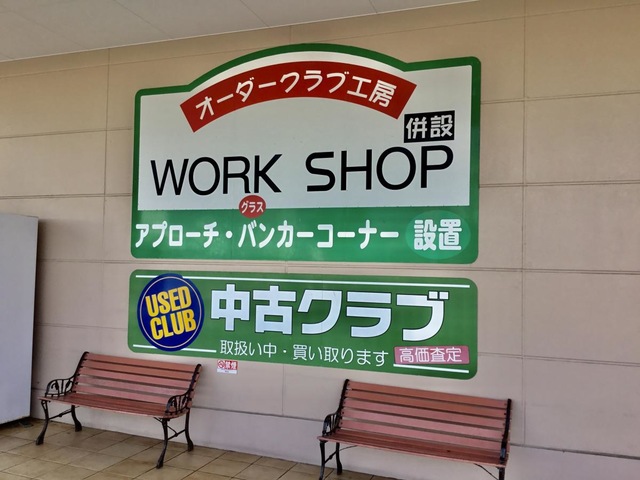 オーダークラブ工房
併設
WORK SHOP
グラス
アプローチ・バンカーコーナー 設置
USED
CLUB
中古クラブ
取扱い中・買い取ります 高価査定
禁煙